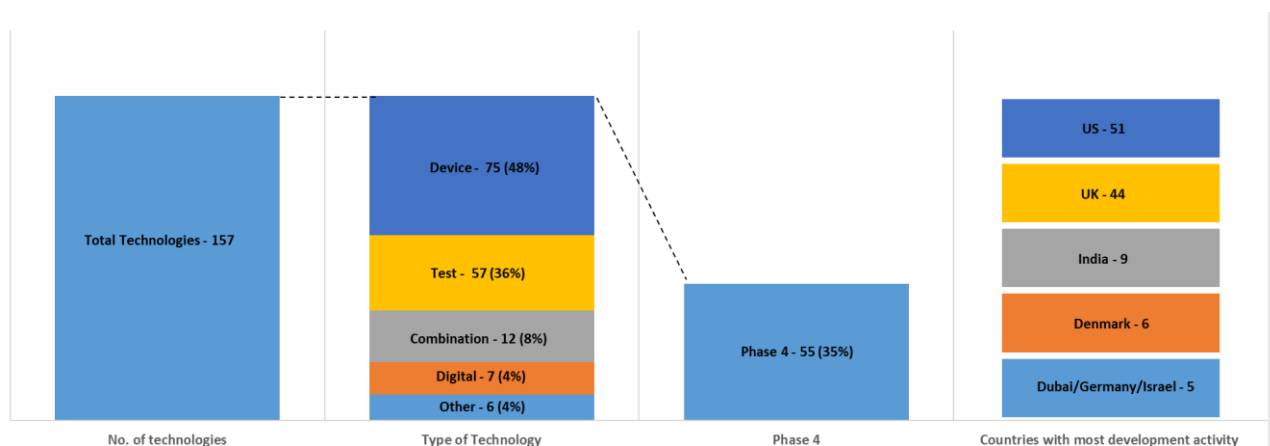 Total Technologies - 157
Device - 75 (48%)
Test - 57 (36%)
Combination - 12 (8%)
Digital - 7 (4%)
Other - 6 (4%)
Phase 4 - 55 (35%)
US - 51
UK - 44
India - 9
Denmark - 6
Dubai/Germany/Israel - 5
No. of technologies
Type of Technology
Phase 4
Countries with most development activity